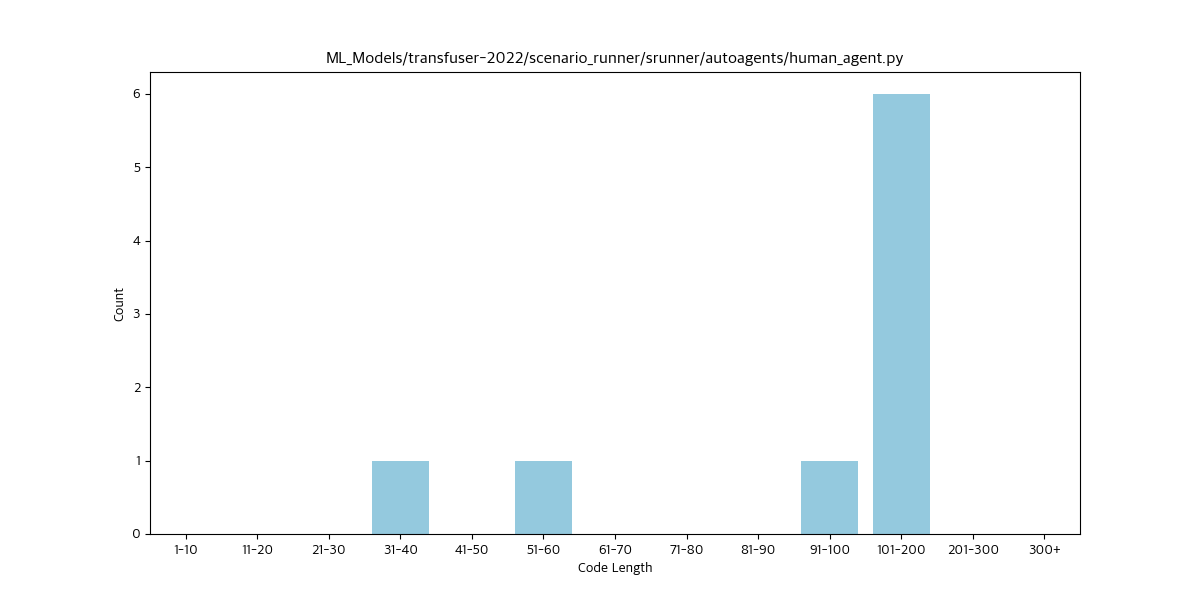 ML_Models/transfuser-2022/scenario_runner/srunner/autoagents/human_agent.py
6
5
4
3
2
1
0
Count
1-10 11-20 21-30 31-40 41-50 51-60 61-70 71-80 81-90 91-100 101-200 201-300 300+
Code Length